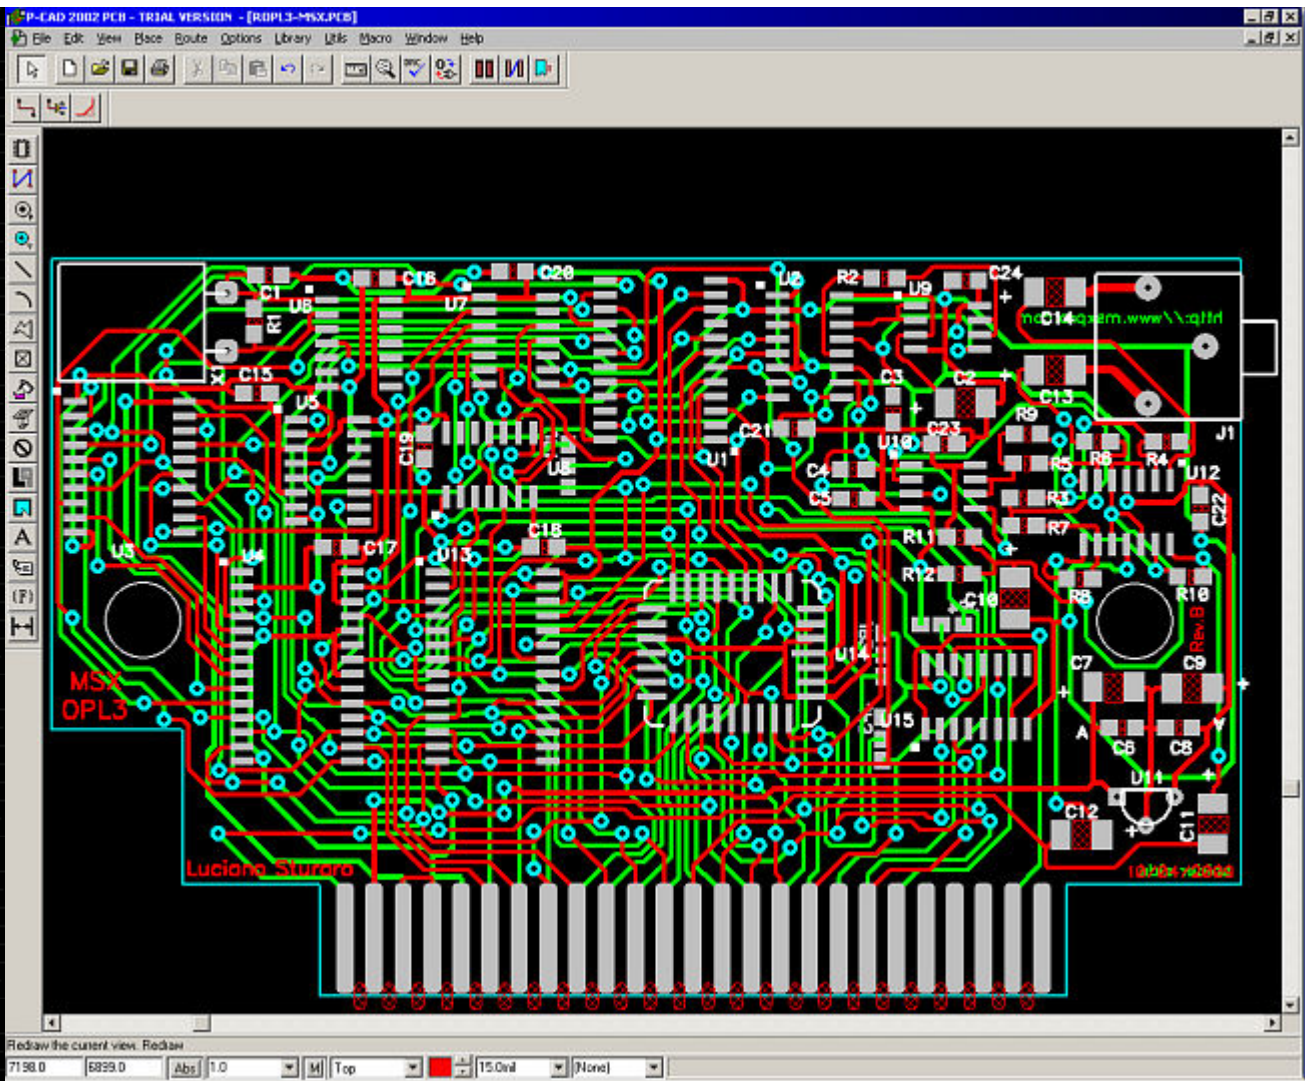 P-CAD 2002 PCB - TRIAL VERSION - [ROPL3-MSX.PCB]
File Edit View Place Route Options Library Utils Macro Window Help
C1
C16
C20
U2
R2
U9
C24
U6
U7
R1
C14
X1
C15
C3
C2
C13
U5
R9
C19
C21
U10
C23
J1
U1
R5
R6
R4
U12
U8
C4
C5
R3
C22
U3
U4
C17
U13
C18
R11
R7
R12
C10
R8
R10
Rev.B
MSX
OPL3
U14
C7
C9
U15
A
C6
C8
A
U11
C12
C11
Luciano Sturaro
Redraw the current view. Redraw
7198.0 6899.0 Abs 1.0 M Top 15.0mil (None)